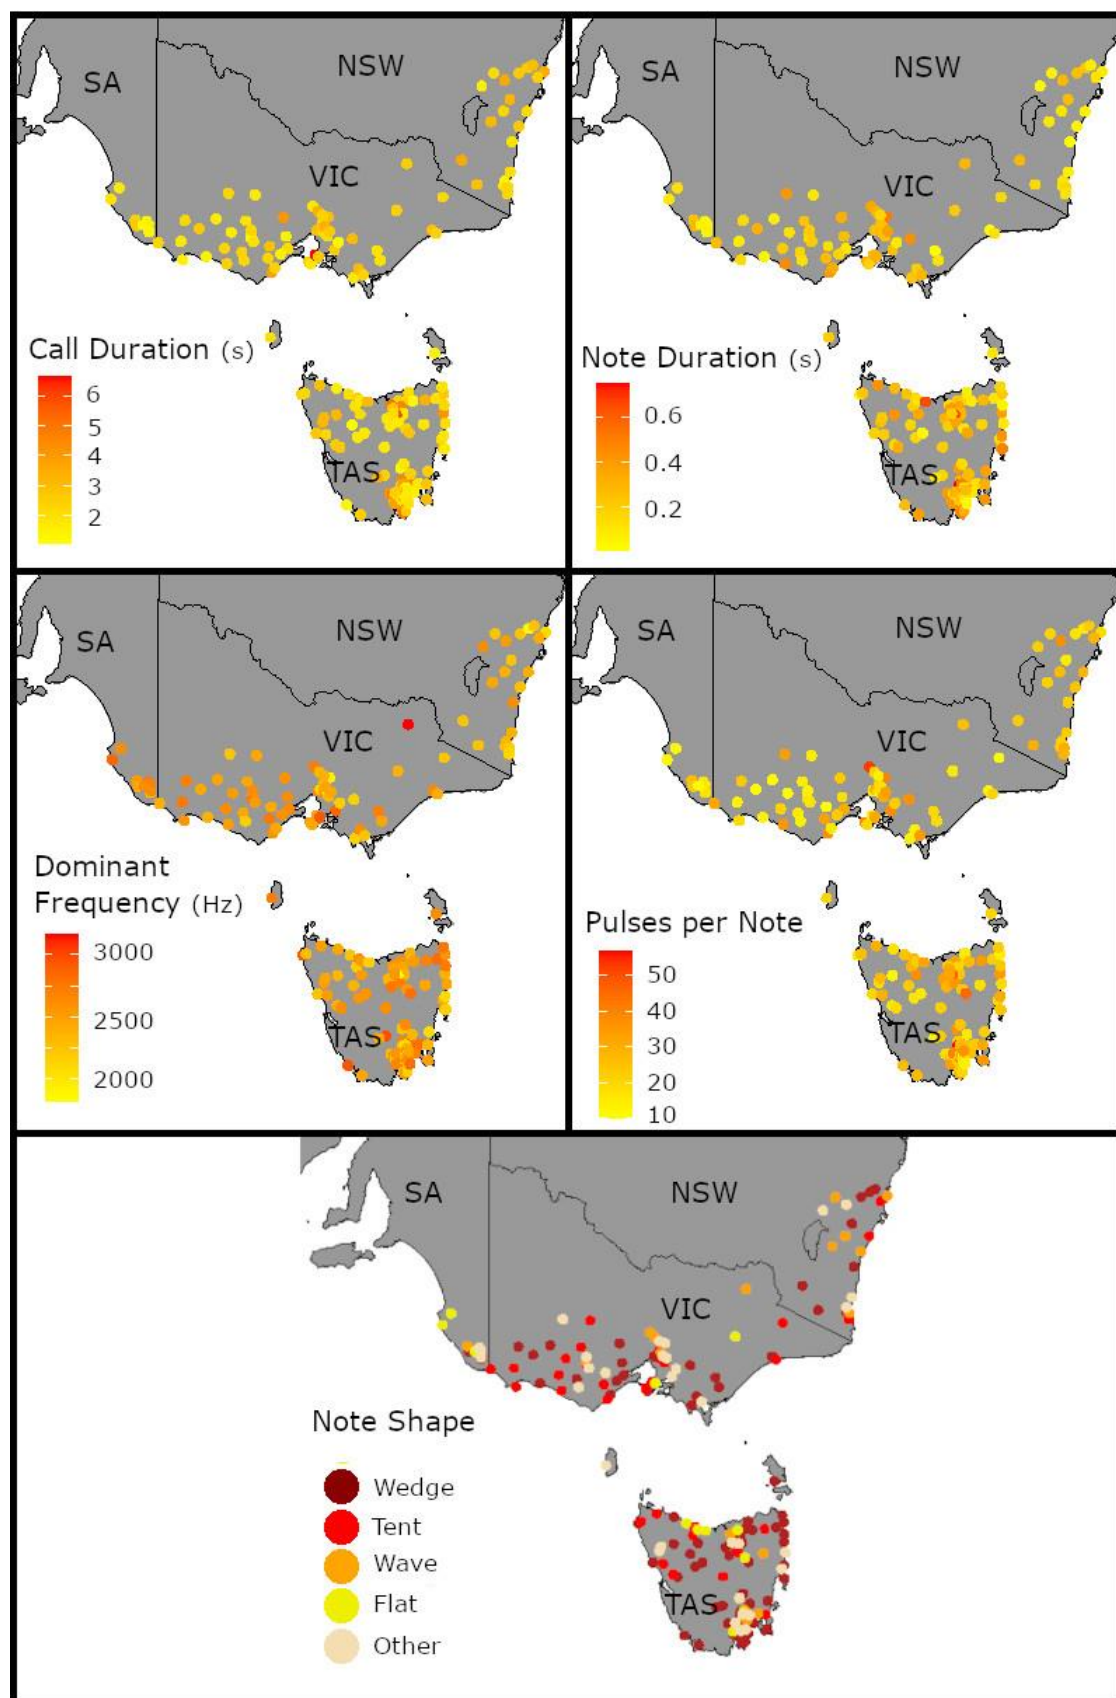 SA
NSW
VIC
Call Duration (s)
6
5
4
3
2
TAS
SA
NSW
VIC
Note Duration (s)
0.6
0.4
0.2
TAS
SA
NSW
VIC
Dominant
Frequency (Hz)
3000
2500
2000
TAS
SA
NSW
VIC
Pulses per Note
50
40
30
20
10
TAS
SA
NSW
VIC
Note Shape
Wedge
Tent
Wave
Flat
Other
TAS